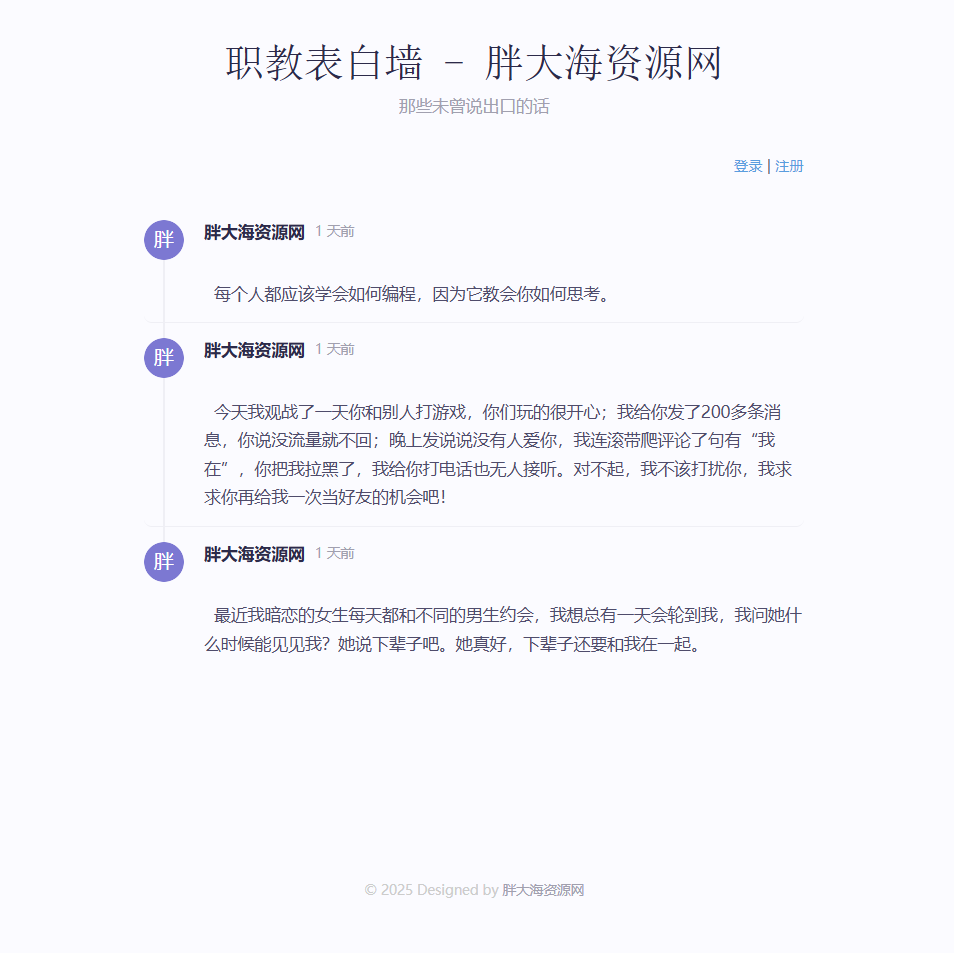 职教表白墙 - 胖大海资源网
那些未曾说出口的话
登录 | 注册
胖 胖大海资源网 1 天前
每个人都应该学会如何编程，因为它教会你如何思考。
胖 胖大海资源网 1 天前
今天我观战了一天你和别人打游戏，你们玩的很开心；我给你发了200多条消
息，你说没流量就不回；晚上发说说没有人爱你，我连滚带爬评论了句有“我
在”，你把我拉黑了，我给你打电话也无人接听。对不起，我不该打扰你，我求
求你再给我一次当好友的机会吧！
胖 胖大海资源网 1 天前
最近我暗恋的女生每天都和不同的男生约会，我想总有一天会轮到我，我问她什
么时候能见见我？她说下辈子吧。她真好，下辈子还要和我在一起。
© 2025 Designed by 胖大海资源网